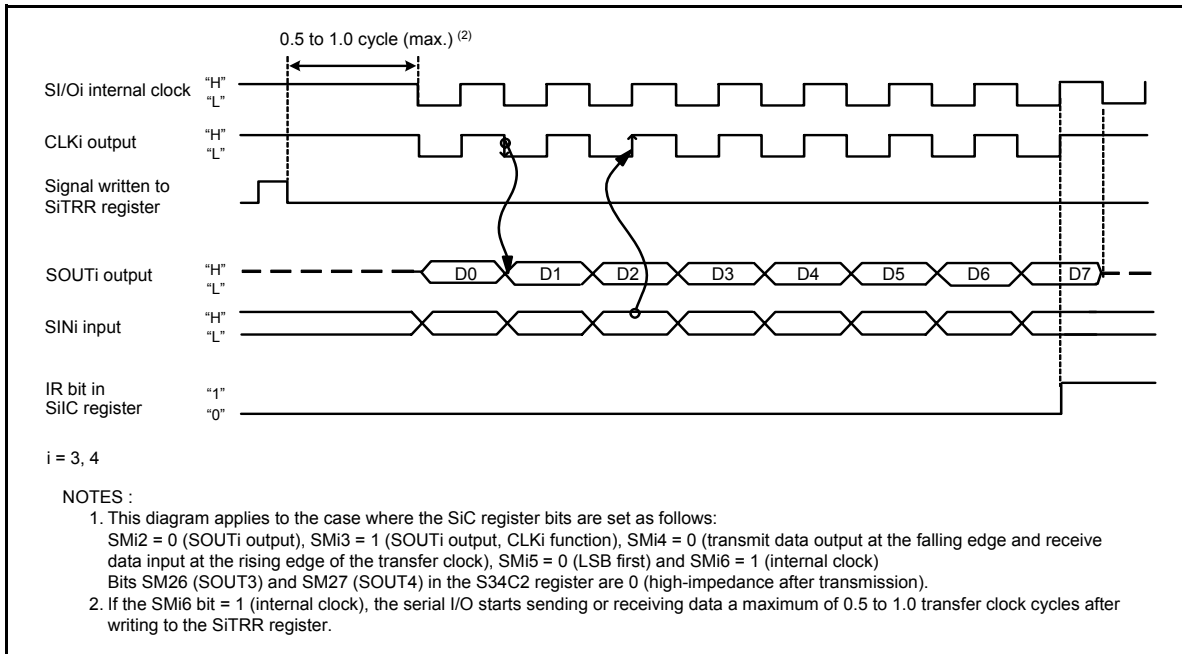 0.5 to 1.0 cycle (max.) (2)
SI/Oi internal clock “H” “L”
CLKi output “H” “L”
Signal written to
SiTRR register
SOUTi output “H” “L” D0 D1 D2 D3 D4 D5 D6 D7
SINi input “H” “L”
IR bit in
SiIC register “1” “0”
i = 3, 4
NOTES :
1. This diagram applies to the case where the SiC register bits are set as follows:
SMi2 = 0 (SOUTi output), SMi3 = 1 (SOUTi output, CLKi function), SMi4 = 0 (transmit data output at the falling edge and receive
data input at the rising edge of the transfer clock), SMi5 = 0 (LSB first) and SMi6 = 1 (internal clock)
Bits SM26 (SOUT3) and SM27 (SOUT4) in the S34C2 register are 0 (high-impedance after transmission).
2. If the SMi6 bit = 1 (internal clock), the serial I/O starts sending or receiving data a maximum of 0.5 to 1.0 transfer clock cycles after
writing to the SiTRR register.